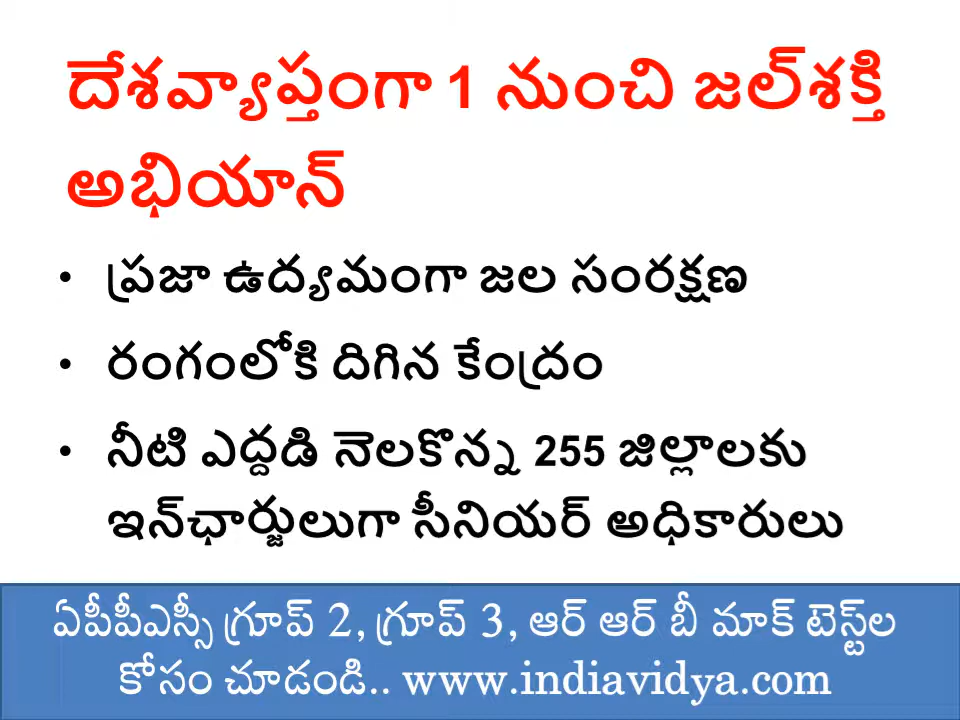 దేశవ్యాప్తంగా 1 నుంచి జల్‌శక్తి
అభియాన్
• ప్రజా ఉద్యమంగా జల సంరక్షణ
• రంగంలోకి దిగిన కేంద్రం
• నీటి ఎద్దడి నెలకొన్న 255 జిల్లాలకు
ఇన్‌ఛార్జులుగా సీనియర్ అధికారులు
ఏపీపీఎస్సీ గ్రూప్ 2, గ్రూప్ 3, ఆర్ ఆర్ బీ మాక్ టెస్ట్‌ల
కోసం చూడండి.. www.indiavidya.com